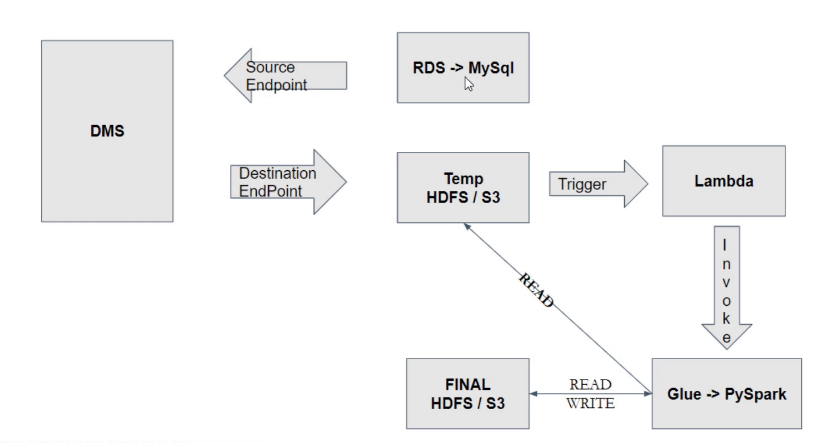 RDS -> MySql
Source
Endpoint
DMS
Destination
EndPoint
Temp
HDFS / S3
Trigger
Lambda
Invoke
READ
FINAL
HDFS / S3
READ
WRITE
Glue -> PySpark